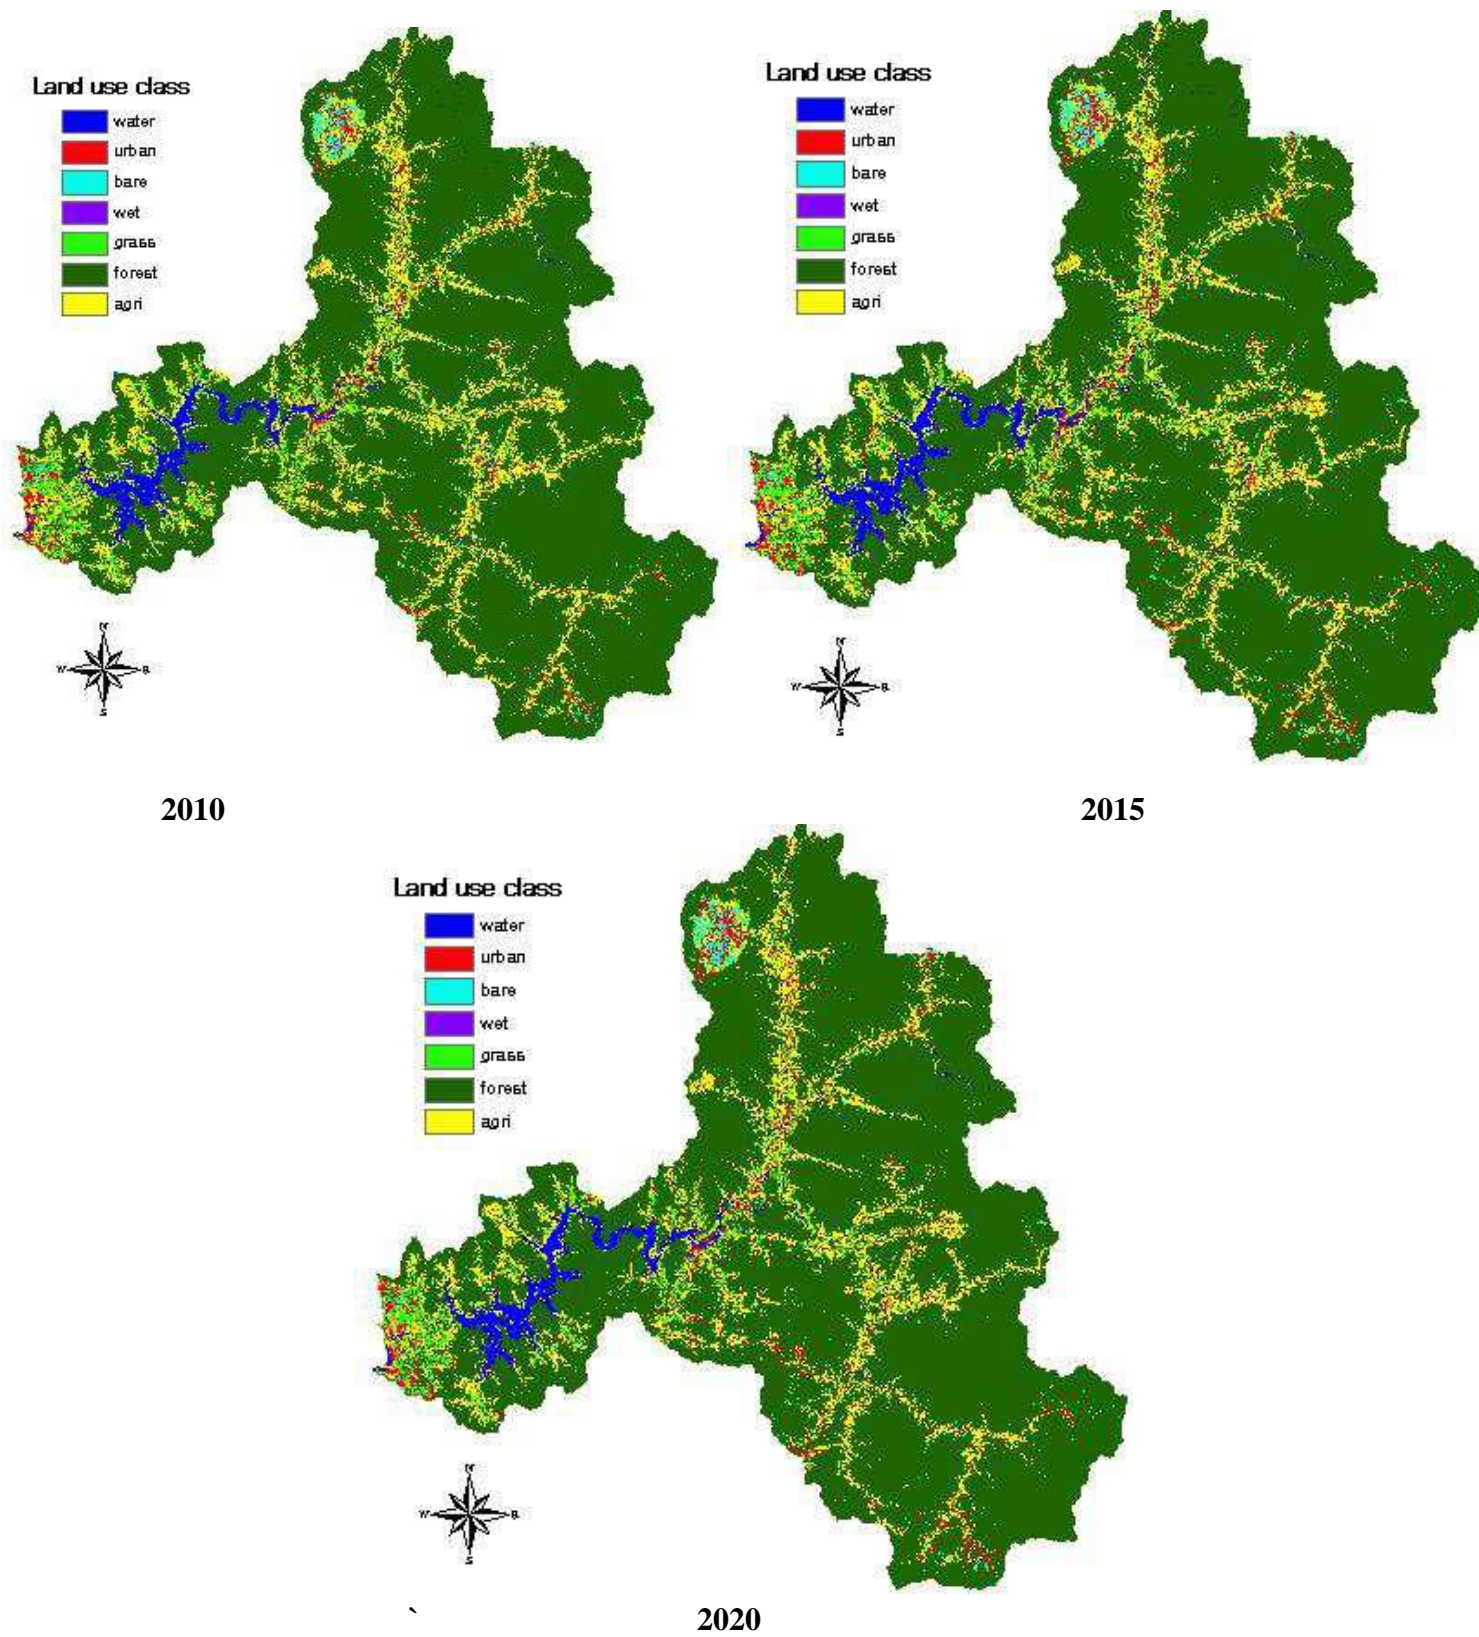 Land use class
water
urban
bare
wet
grass
forest
agri
N
W
S
2010
Land use class
water
urban
bare
wet
grass
forest
agri
N
W
S
2015
Land use class
water
urban
bare
wet
grass
forest
agri
N
W
S
` 2020